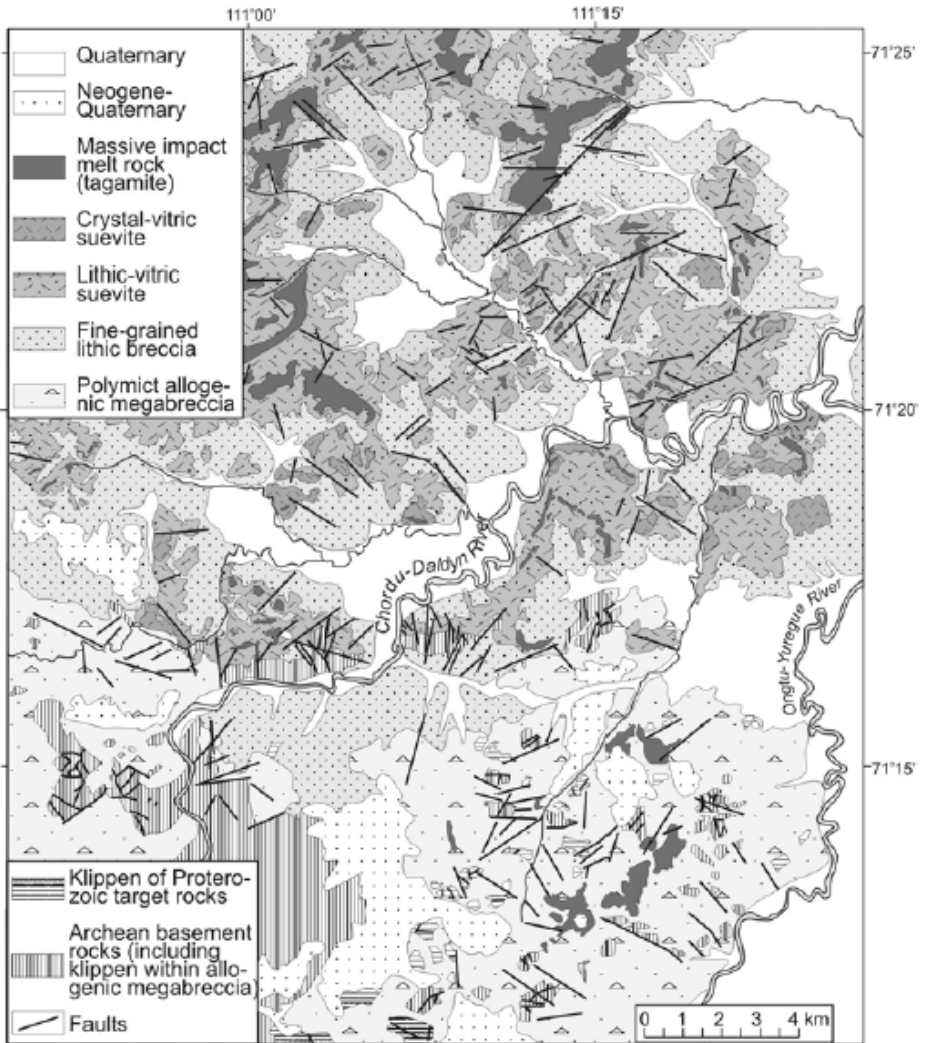 111°00'
111°15'
71°25'
71°20'
71°15'
Quaternary
Neogene-
Quaternary
Massive impact
melt rock
(tagamite)
Crystal-vitric
suevite
Lithic-vitric
suevite
Fine-grained
lithic breccia
Polymict alloge-
nic megabreccia
Chordu-Daldyn River
Ongtu-Yuregue River
Klippen of Protero-
zoic target rocks
Archean basement
rocks (including
klippen within allo-
genic megabreccia)
Faults
0 1 2 3 4 km